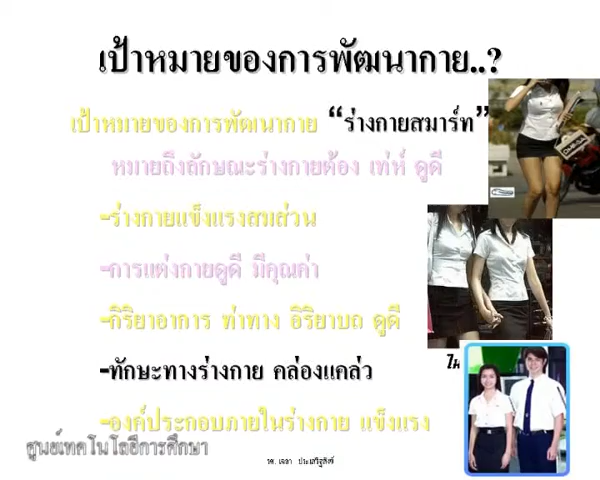 เป้าหมายของการพัฒนากาย..?
เป้าหมายของการพัฒนากาย “ร่างกายสมาร์ท”
หมายถึงลักษณะร่างกายต้อง เท่ห์ ดูดี
-ร่างกายแข็งแรงสมส่วน
-การแต่งกายดูดี มีคุณค่า
-กิริยาอาการ ท่าทาง อิริยาบถ ดูดี
-ทักษะทางร่างกาย คล่องแคล่ว
-องค์ประกอบภายในร่างกาย แข็งแรง
ศูนย์เทคโนโลยีการศึกษา